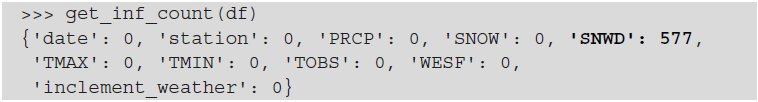 >>> get_inf_count(df)
{'date': 0, 'station': 0, 'PRCP': 0, 'SNOW': 0, 'SNWD': 577,
'TMAX': 0, 'TMIN': 0, 'TOBS': 0, 'WESF': 0,
'inclement_weather': 0}